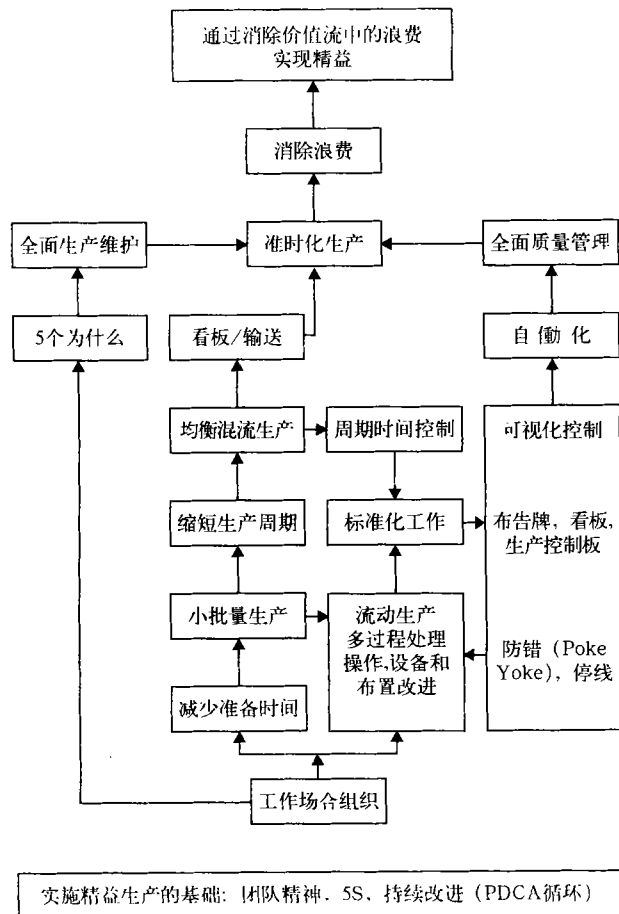 通过消除价值流中的浪费
实现精益
消除浪费
全面生产维护
准时化生产
全面质量管理
5个为什么
看板/输送
自働化
均衡混流生产
周期时间控制
可视化控制
缩短生产周期
标准化工作
布告牌，看板，
生产控制板
小批量生产
流动生产
多过程处理
操作,设备和
布置改进
防错（Poke
Yoke），停线
减少准备时间
工作场合组织
实施精益生产的基础: 团队精神. 5S. 持续改进（PDCA循环）